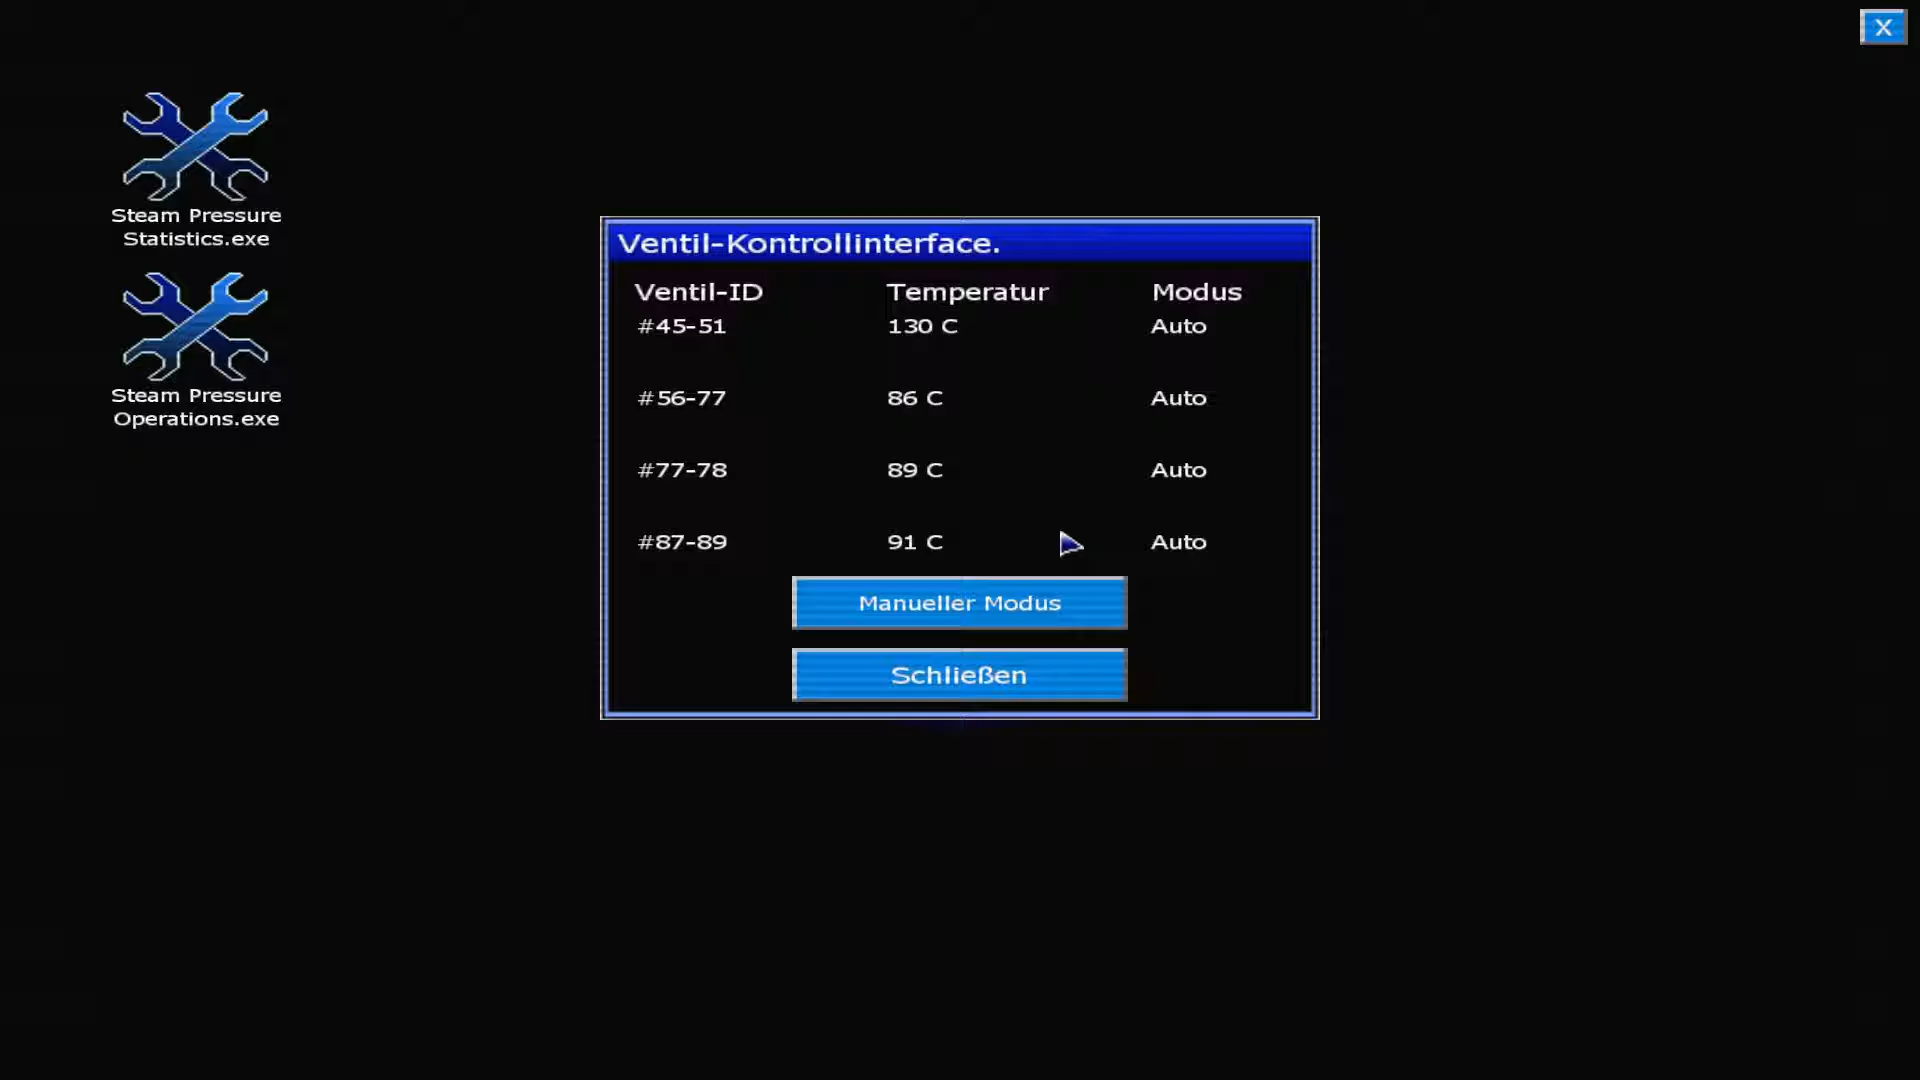 X
Steam Pressure
Statistics.exe
Steam Pressure
Operations.exe
Ventil-Kontrollinterface.
Ventil-ID Temperatur Modus
#45-51 130 C Auto
#56-77 86 C Auto
#77-78 89 C Auto
#87-89 91 C Auto
Manueller Modus
Schließen